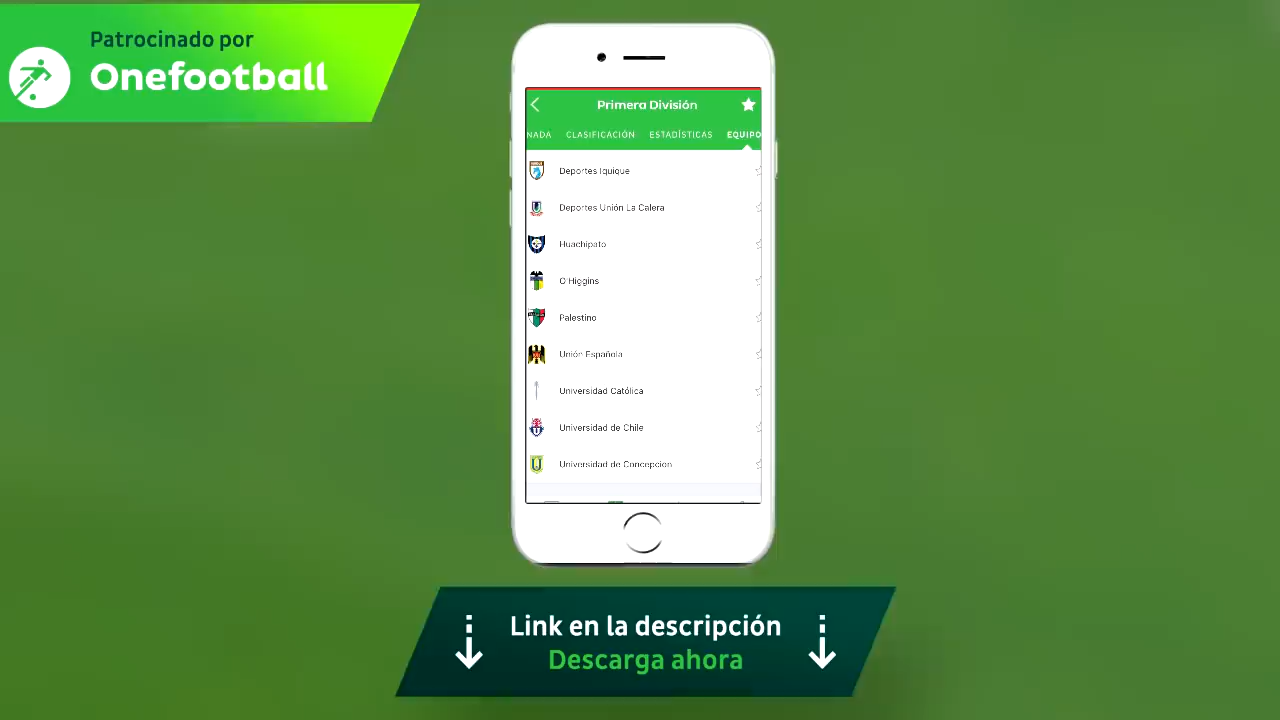 Patrocinado por
Onefootball
Primera División
NADA CLASIFICACIÓN ESTADÍSTICAS EQUIPO
Deportes Iquique
Deportes Unión La Calera
Huachipato
O'Higgins
Palestino
Unión Española
Universidad Católica
Universidad de Chile
Universidad de Concepcion
Link en la descripción
Descarga ahora